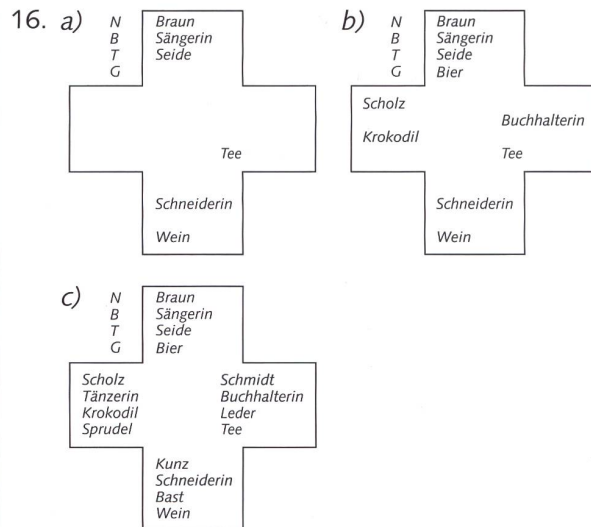 16. a)
N Braun
B Sängerin
T Seide
G
Tee
Schneiderin
Wein
b)
N Braun
B Sängerin
T Seide
G Bier
Scholz
Krokodil
Buchhalterin
Tee
Schneiderin
Wein
c)
N Braun
B Sängerin
T Seide
G Bier
Scholz
Tänzerin
Krokodil
Sprudel
Schmidt
Buchhalterin
Leder
Tee
Kunz
Schneiderin
Bast
Wein